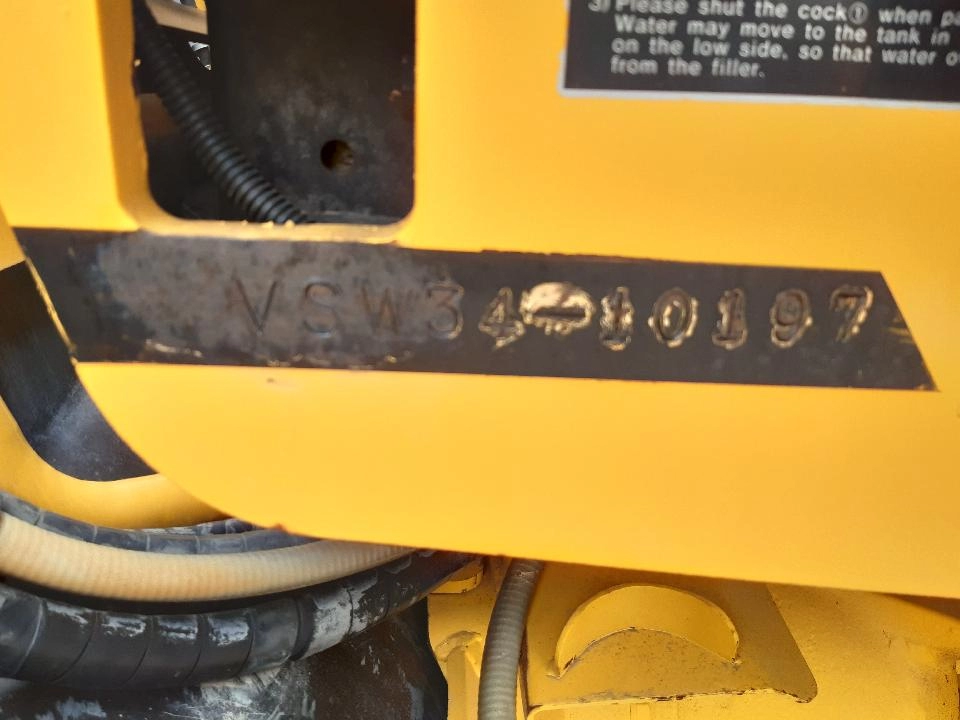 3) Please shut the cock① when
Water may move to the tank in
on the low side, so that water
from the filler.
VSW34-10197